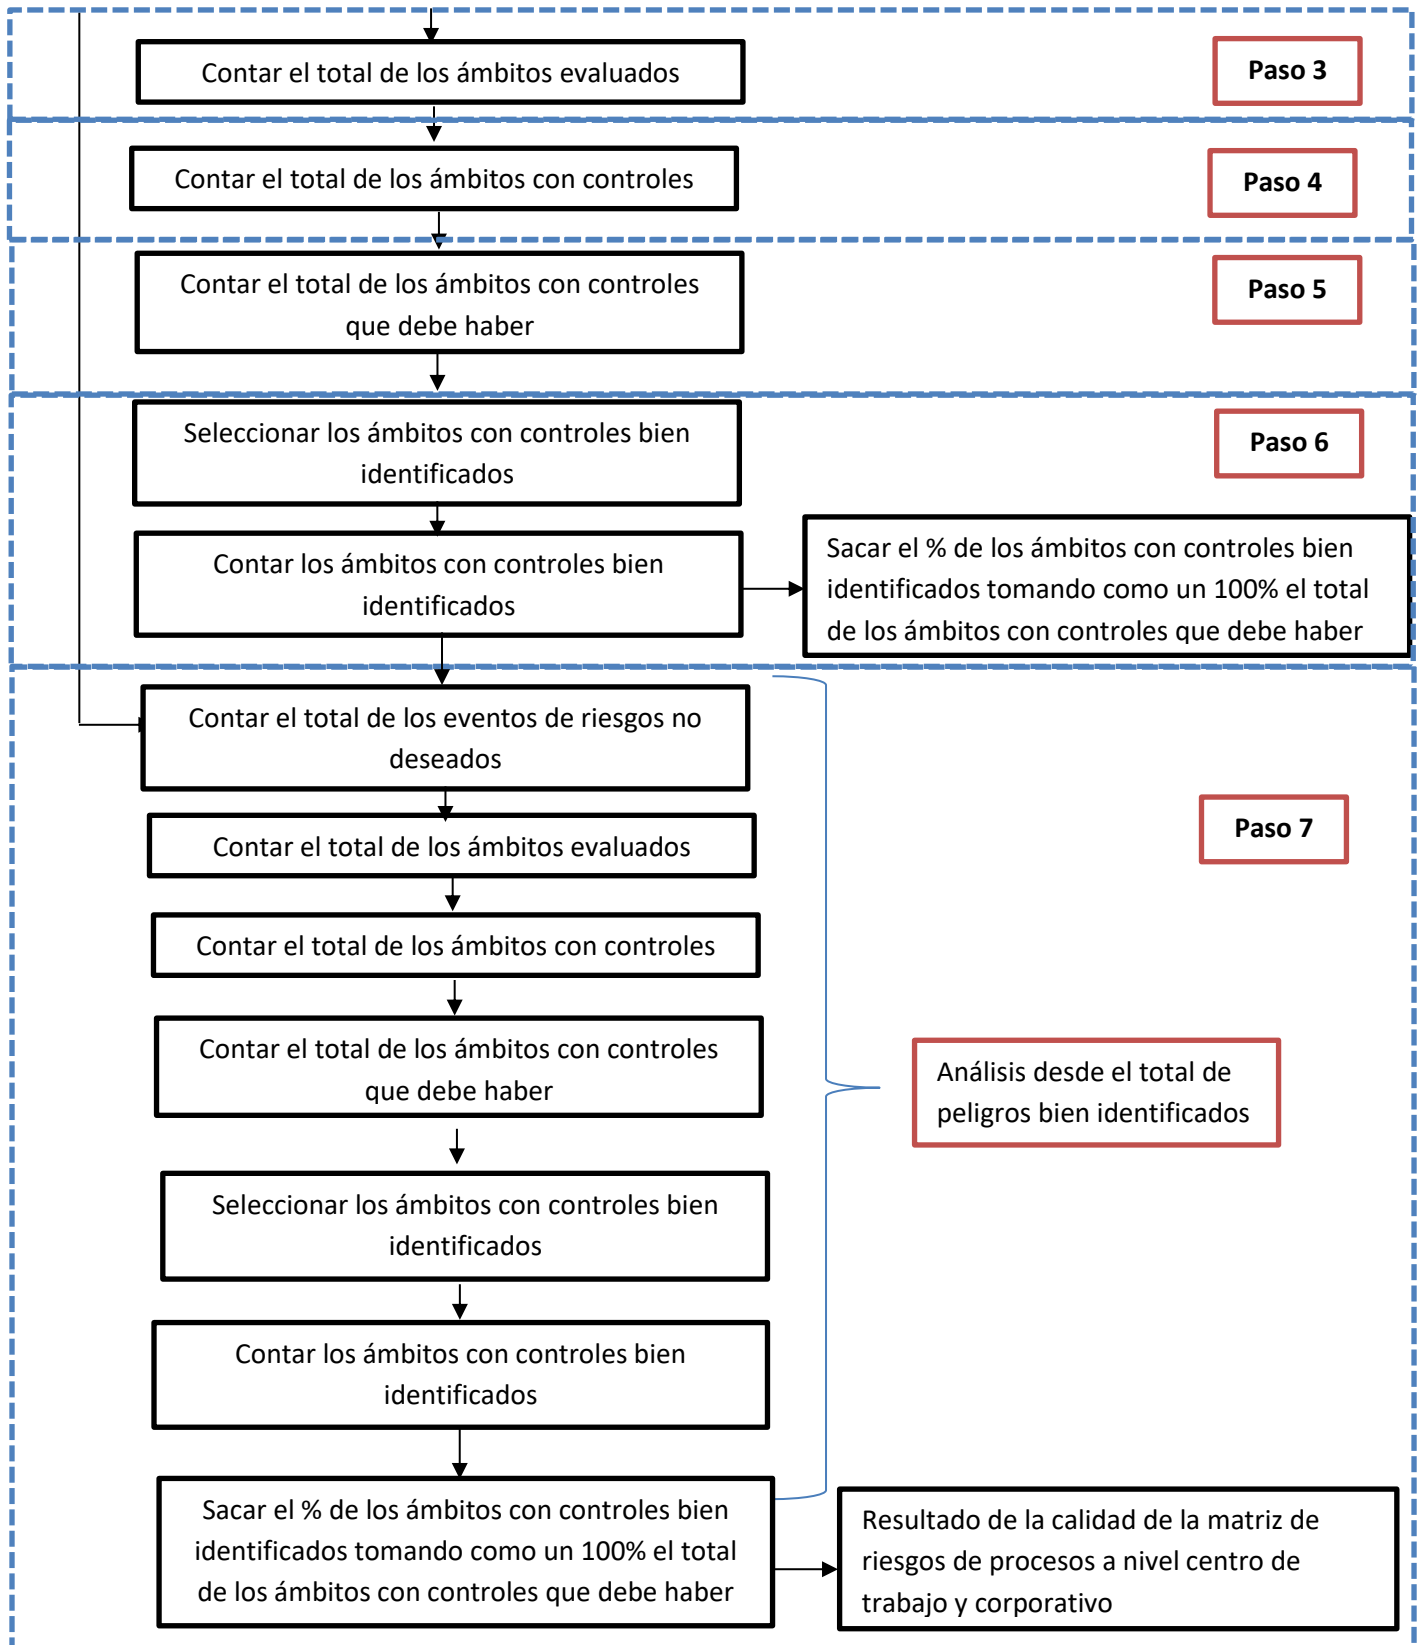 Contar el total de los ámbitos evaluados
Paso 3
Contar el total de los ámbitos con controles
Paso 4
Contar el total de los ámbitos con controles
que debe haber
Paso 5
Seleccionar los ámbitos con controles bien
identificados
Paso 6
Contar los ámbitos con controles bien
identificados
Sacar el % de los ámbitos con controles bien
identificados tomando como un 100% el total
de los ámbitos con controles que debe haber
Contar el total de los eventos de riesgos no
deseados
Paso 7
Contar el total de los ámbitos evaluados
Contar el total de los ámbitos con controles
Contar el total de los ámbitos con controles
que debe haber
Análisis desde el total de
peligros bien identificados
Seleccionar los ámbitos con controles bien
identificados
Contar los ámbitos con controles bien
identificados
Sacar el % de los ámbitos con controles bien
identificados tomando como un 100% el total
de los ámbitos con controles que debe haber
Resultado de la calidad de la matriz de
riesgos de procesos a nivel centro de
trabajo y corporativo